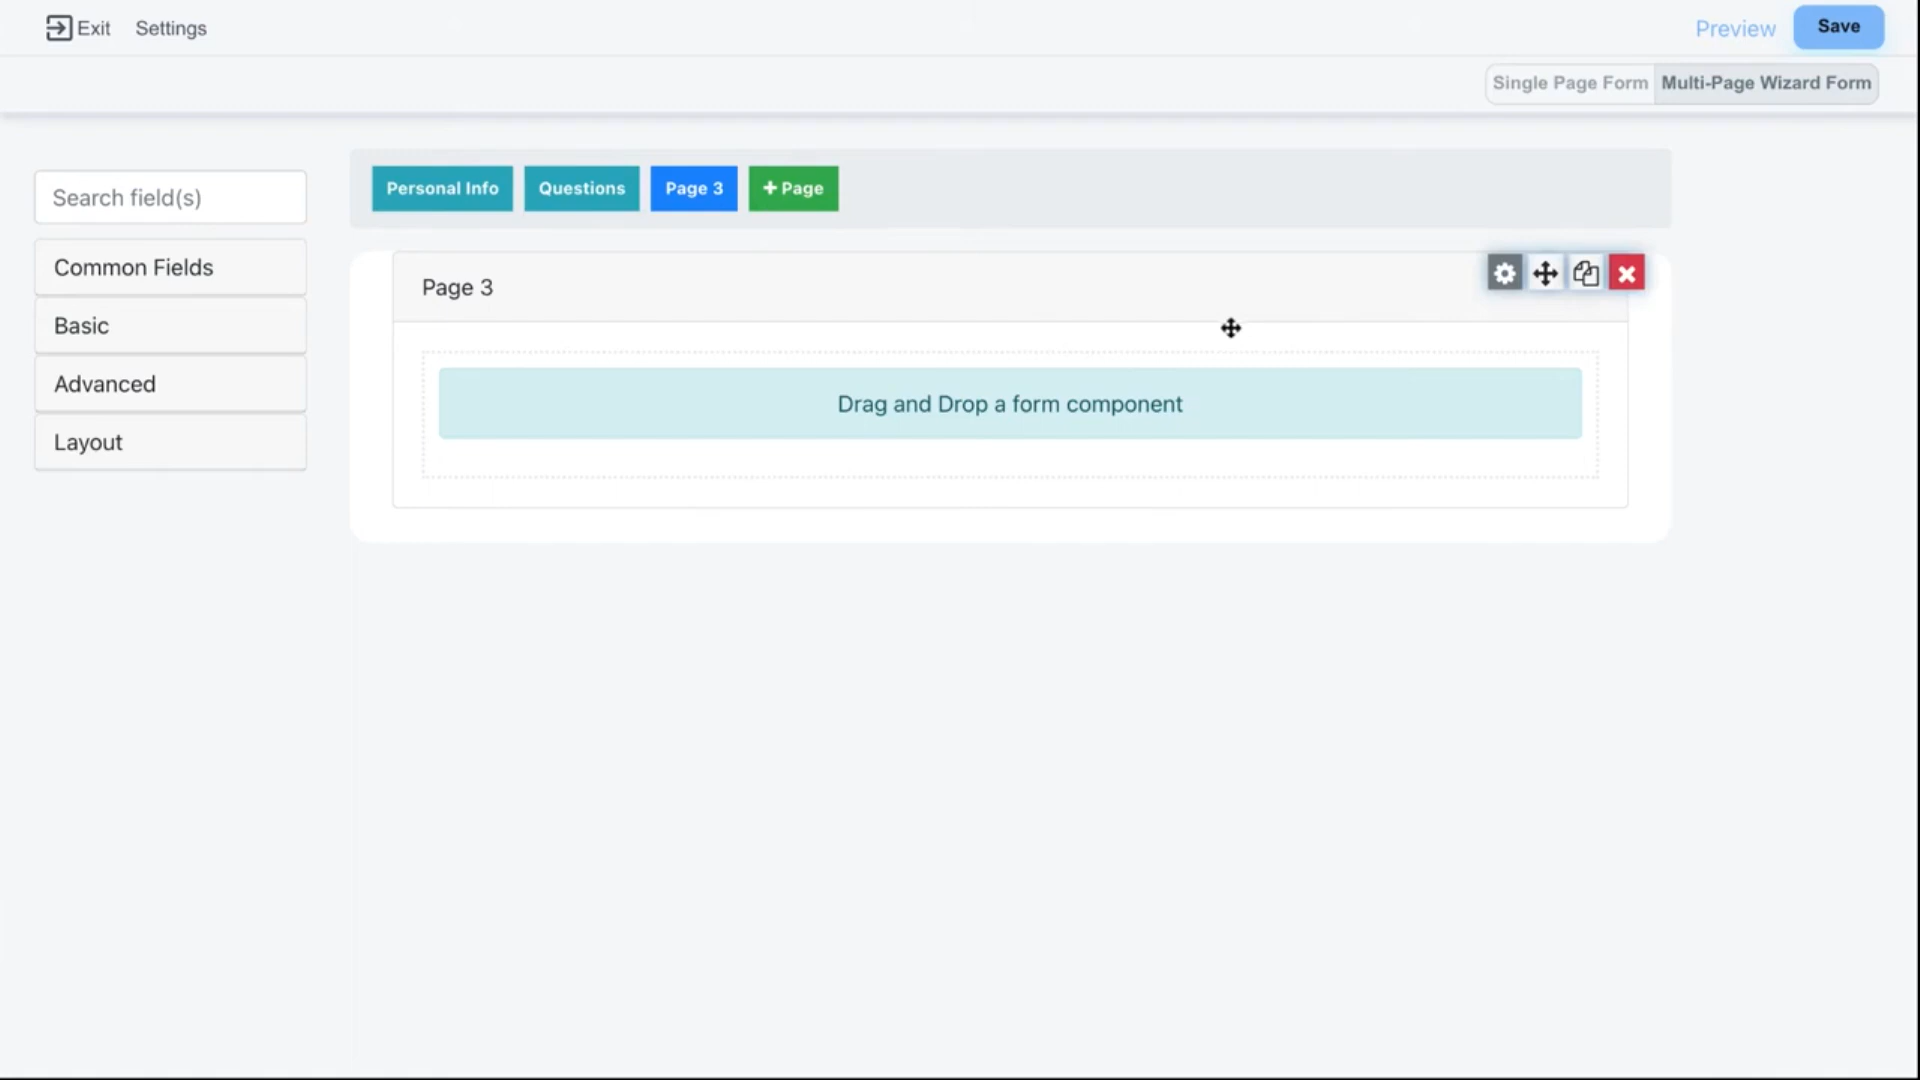 Exit Settings Preview Save
Single Page Form Multi-Page Wizard Form
Search field(s)
Common Fields
Basic
Advanced
Layout
Personal Info Questions Page 3 + Page
Page 3
Drag and Drop a form component